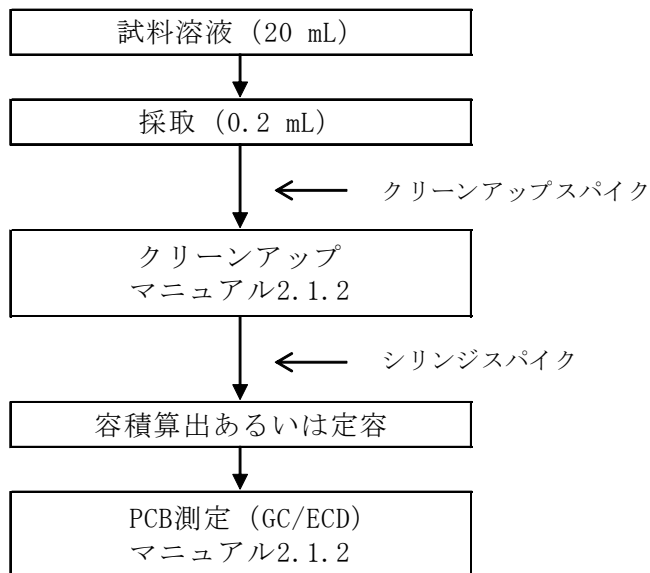 試料溶液 (20 mL)
採取 (0.2 mL)
クリーンアップスパイク
クリーンアップ
マニュアル2.1.2
シリンジスパイク
容積算出あるいは定容
PCB測定 (GC/ECD)
マニュアル2.1.2